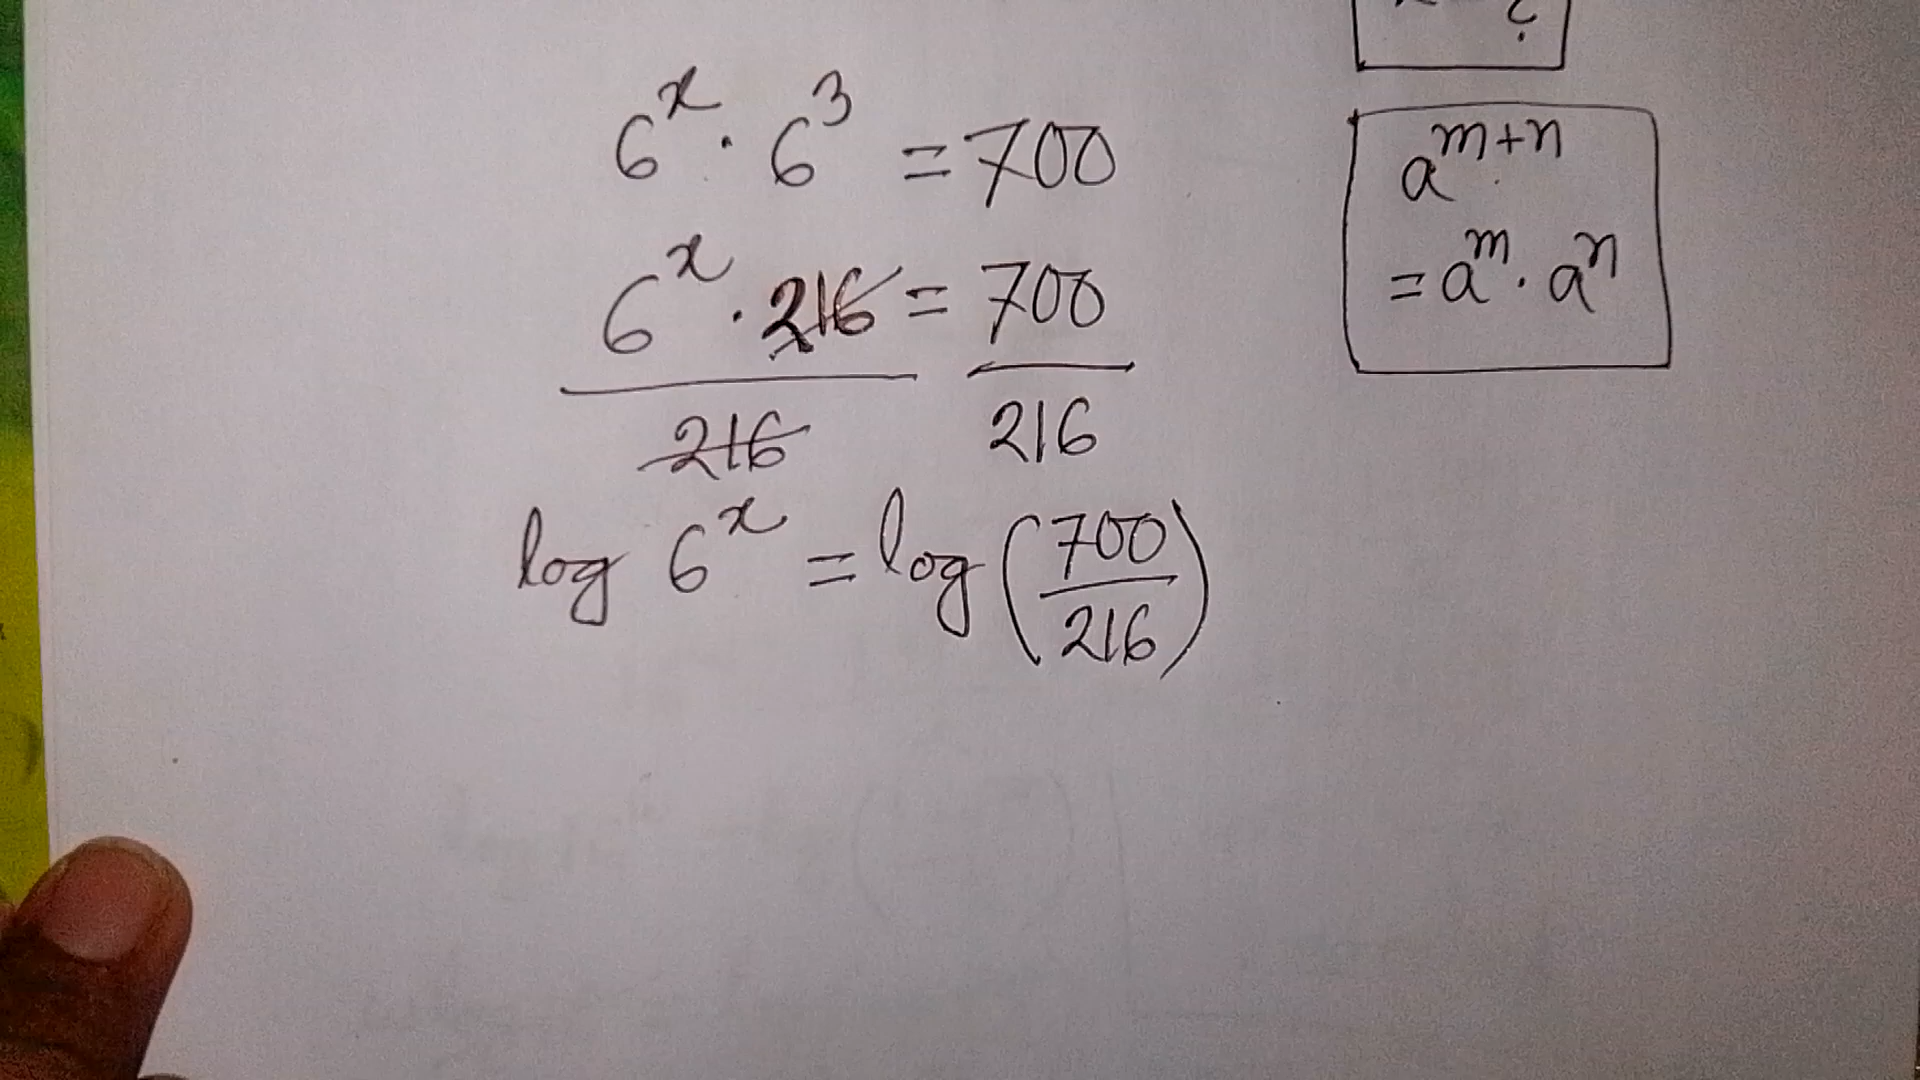 ?
6^x · 6^3 = 700
6^x · 216 = 700
216 216
log 6^x = log (700/216)
a^(m+n)
= a^m · a^n